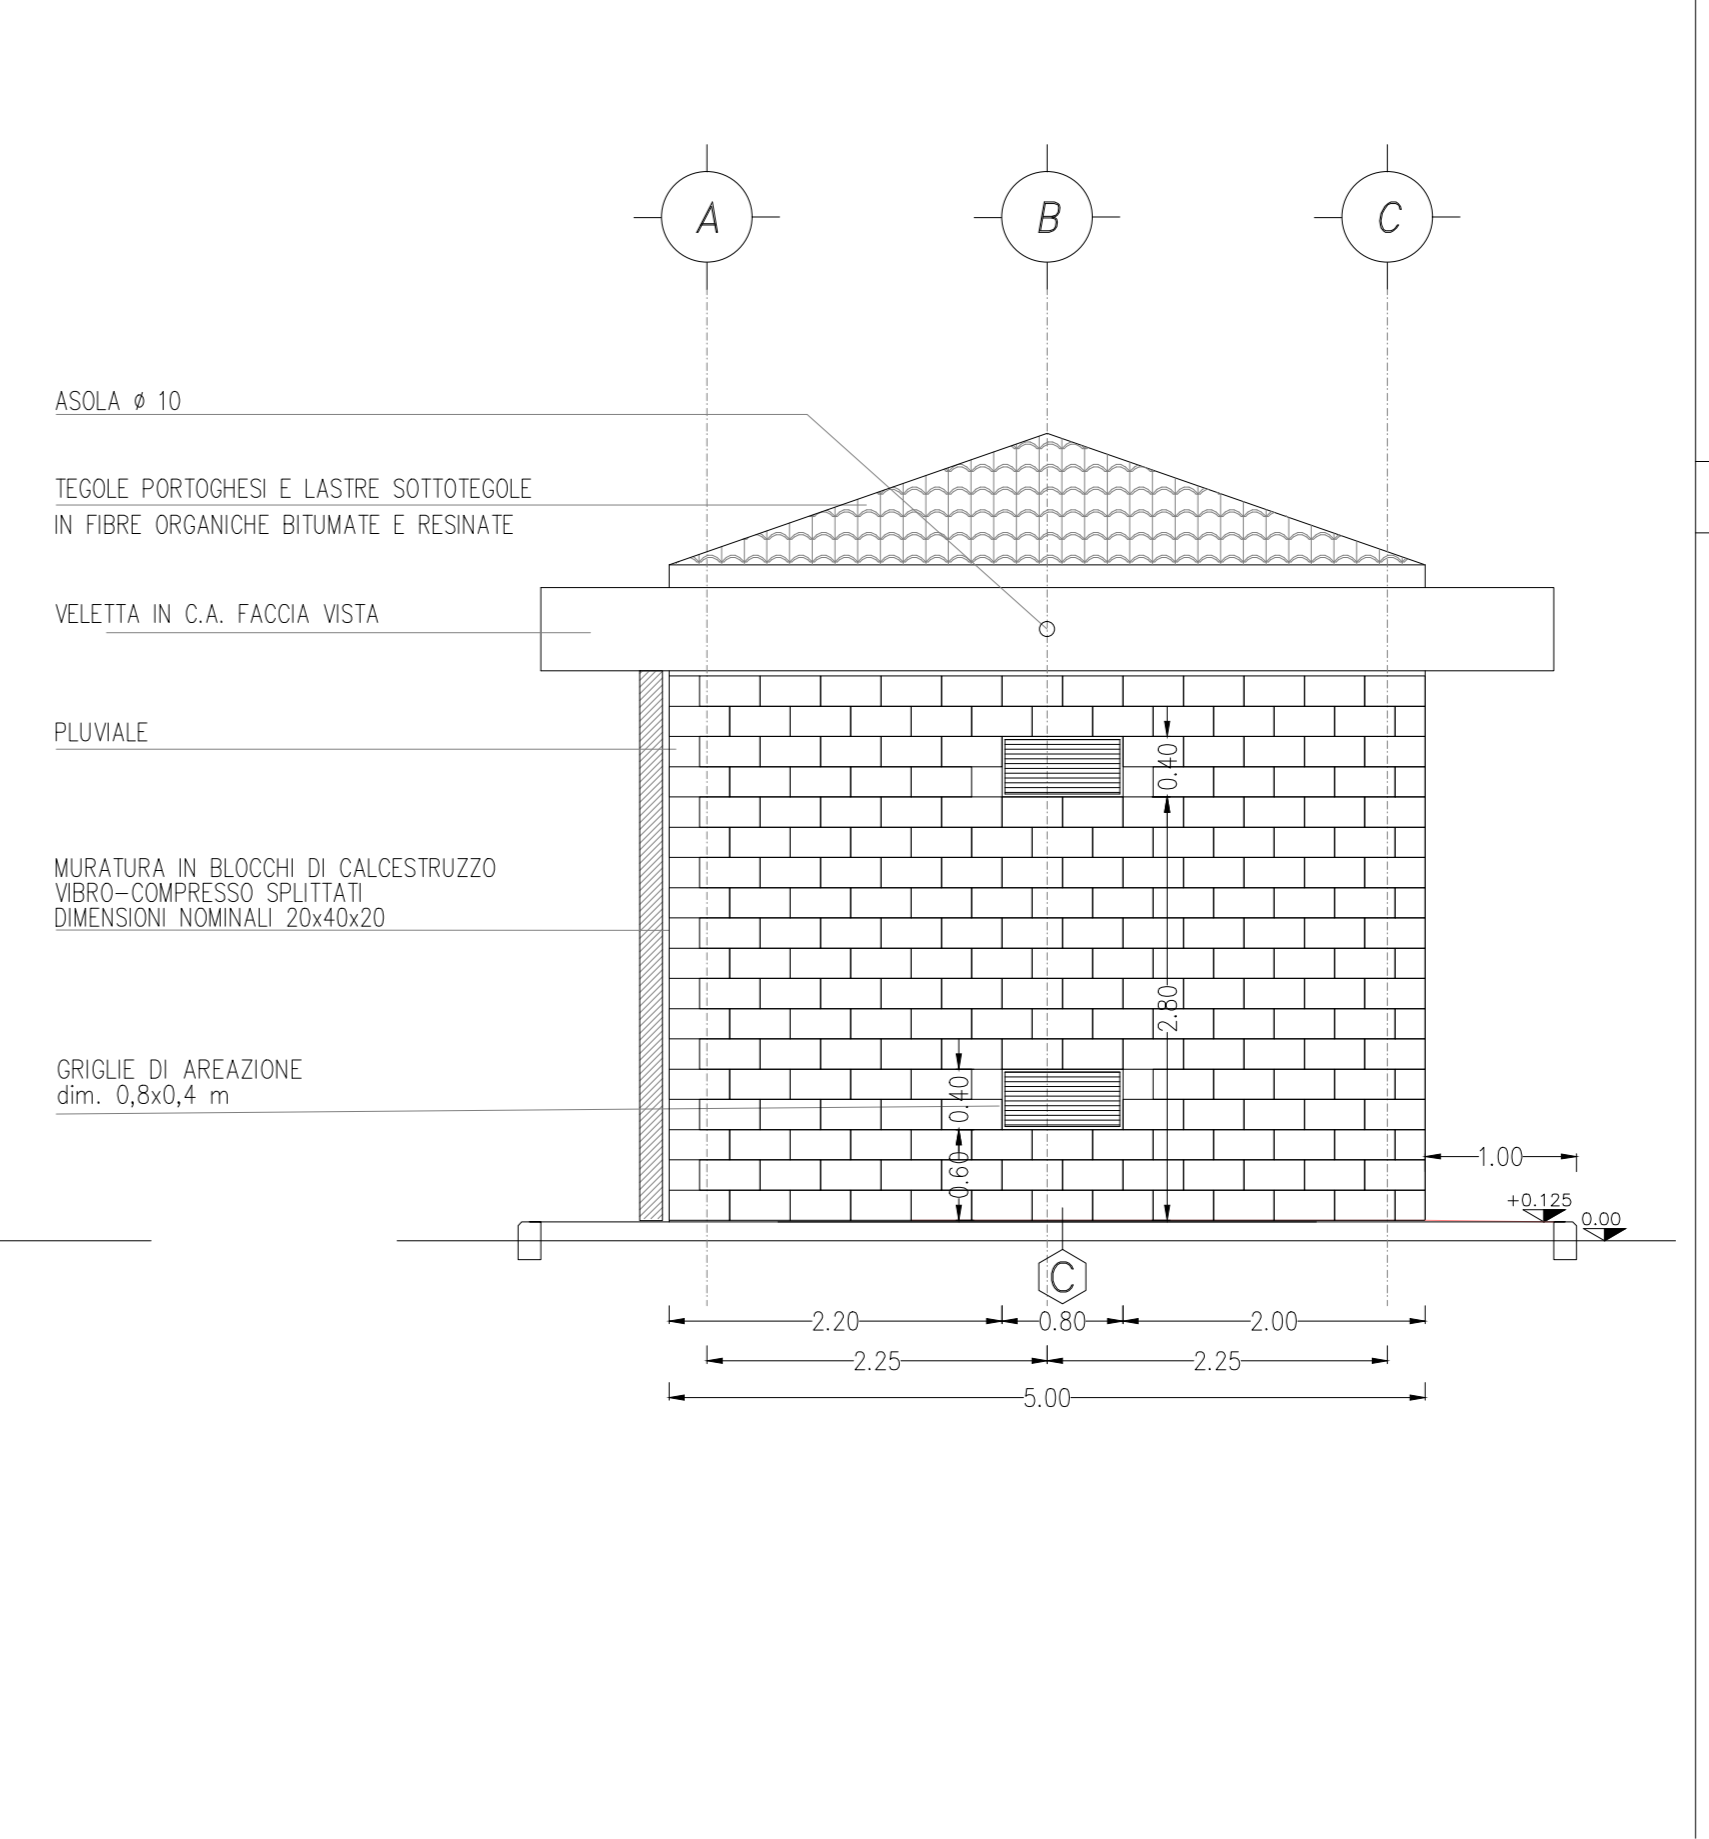 A B C
ASOLA ø 10
TEGOLE PORTOGHESI E LASTRE SOTTOTEGOLE
IN FIBRE ORGANICHE BITUMATE E RESINATE
VELETTA IN C.A. FACCIA VISTA
PLUVIALE
0.40
MURATURA IN BLOCCHI DI CALCESTRUZZO
VIBRO-COMPRESSO SPLITTATI
DIMENSIONI NOMINALI 20x40x20
2.80
GRIGLIE DI AREAZIONE
dim. 0,8x0,4 m
0.40
0.60
1.00
+0.125
0.00
C
2.20 0.80 2.00
2.25 2.25
5.00